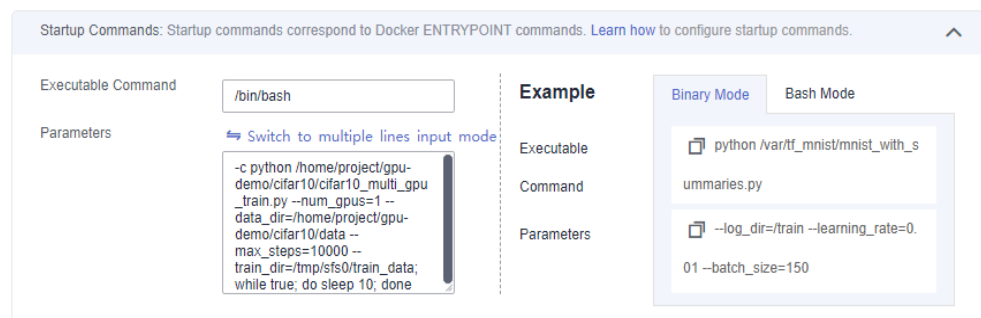 Startup Commands: Startup commands correspond to Docker ENTRYPOINT commands. Learn how to configure startup commands.
Executable Command
/bin/bash
Parameters
⇋ Switch to multiple lines input mode
-c python /home/project/gpu-
demo/cifar10/cifar10_multi_gpu
_train.py --num_gpus=1 --
data_dir=/home/project/gpu-
demo/cifar10/data --
max_steps=10000 --
train_dir=/tmp/sfs0/train_data;
while true; do sleep 10; done
Example
Binary Mode
Bash Mode
Executable
Command
python /var/tf_mnist/mnist_with_s
ummaries.py
Parameters
--log_dir=/train --learning_rate=0.
01 --batch_size=150